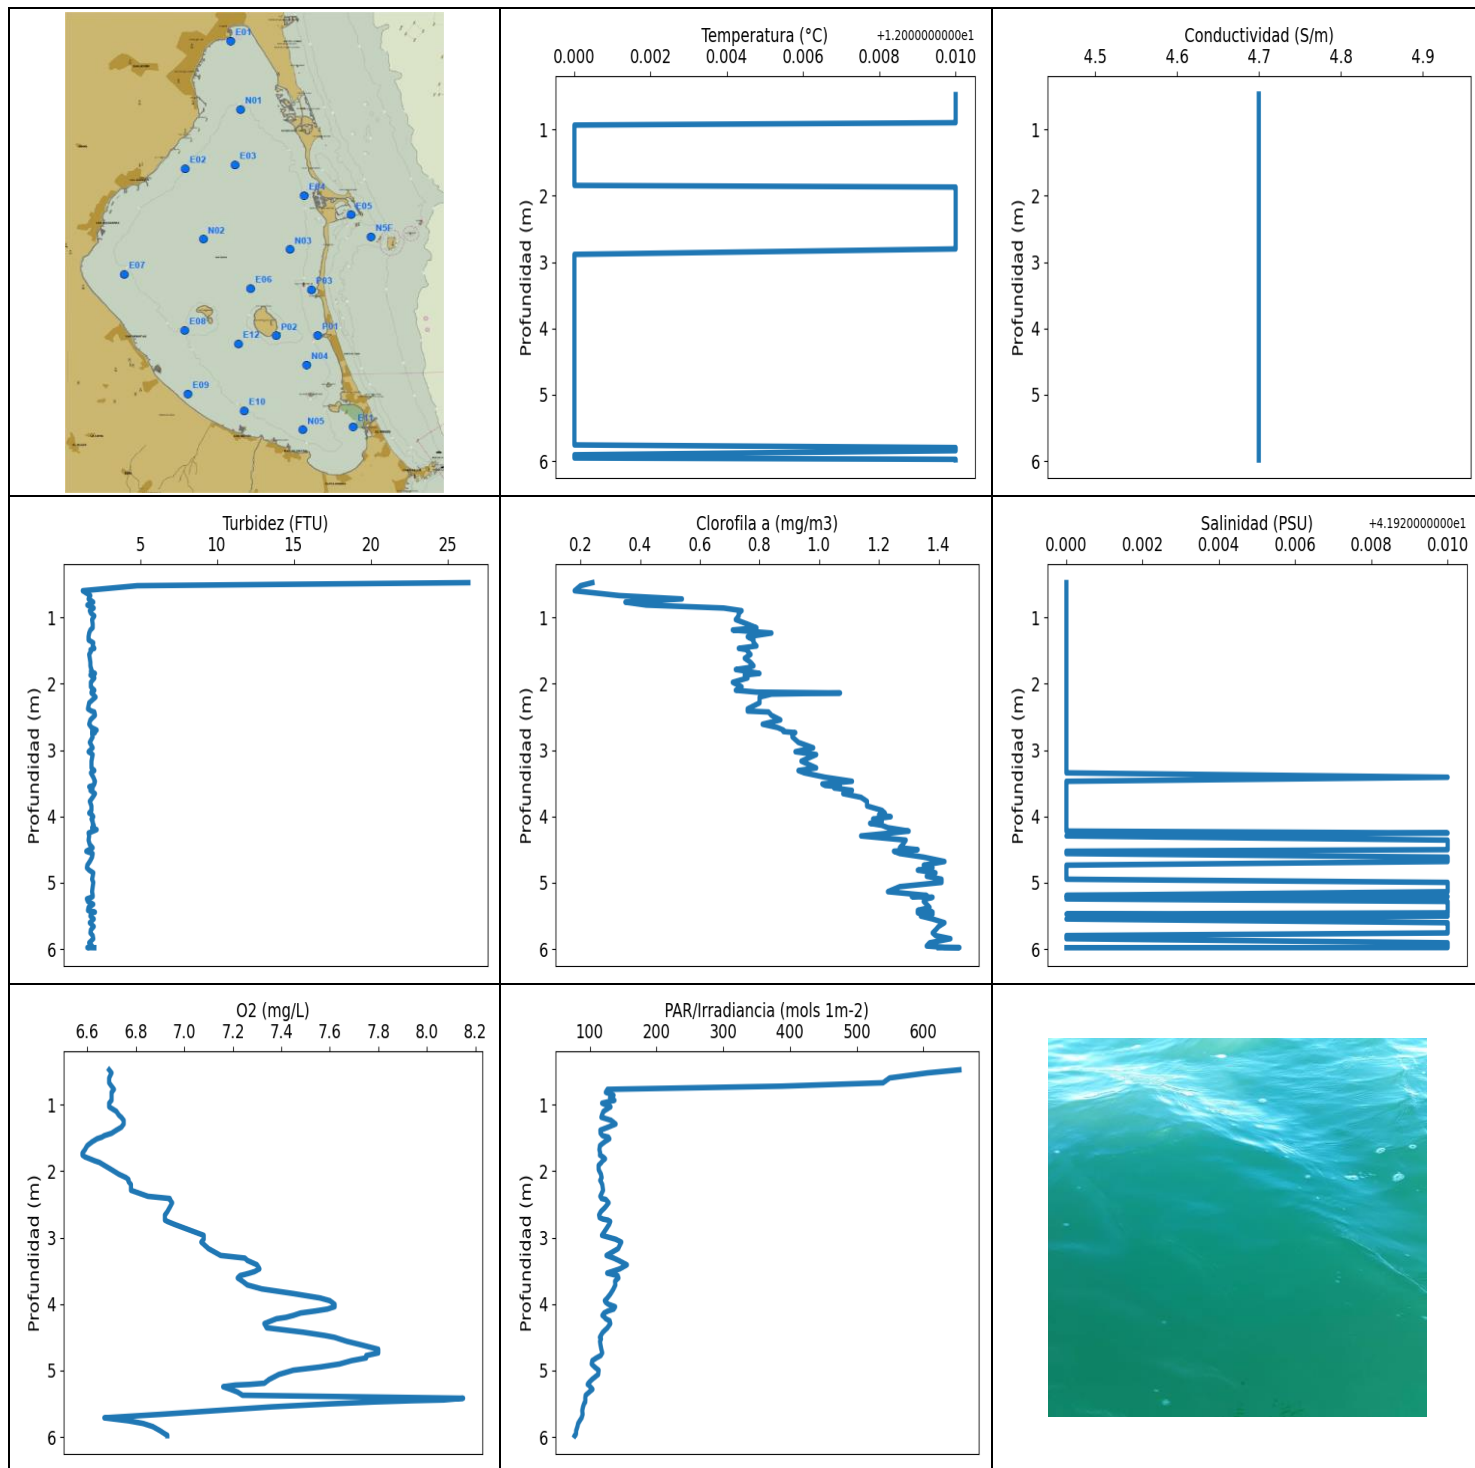 E01
N01
E02
E03
E04
E05
N5F
N02
N03
E07
E06
P03
E08
P02
P01
E12
N04
E09
E10
N05
E11
Temperatura (°C)
+1.2000000000e1
0.000 0.002 0.004 0.006 0.008 0.010
Profundidad (m)
1
2
3
4
5
6
Conductividad (S/m)
4.5 4.6 4.7 4.8 4.9
Profundidad (m)
1
2
3
4
5
6
Turbidez (FTU)
5 10 15 20 25
Profundidad (m)
1
2
3
4
5
6
Clorofila a (mg/m3)
0.2 0.4 0.6 0.8 1.0 1.2 1.4
Profundidad (m)
1
2
3
4
5
6
Salinidad (PSU)
+4.1920000000e1
0.000 0.002 0.004 0.006 0.008 0.010
Profundidad (m)
1
2
3
4
5
6
O2 (mg/L)
6.6 6.8 7.0 7.2 7.4 7.6 7.8 8.0 8.2
Profundidad (m)
1
2
3
4
5
6
PAR/Irradiancia (mols 1m-2)
100 200 300 400 500 600
Profundidad (m)
1
2
3
4
5
6